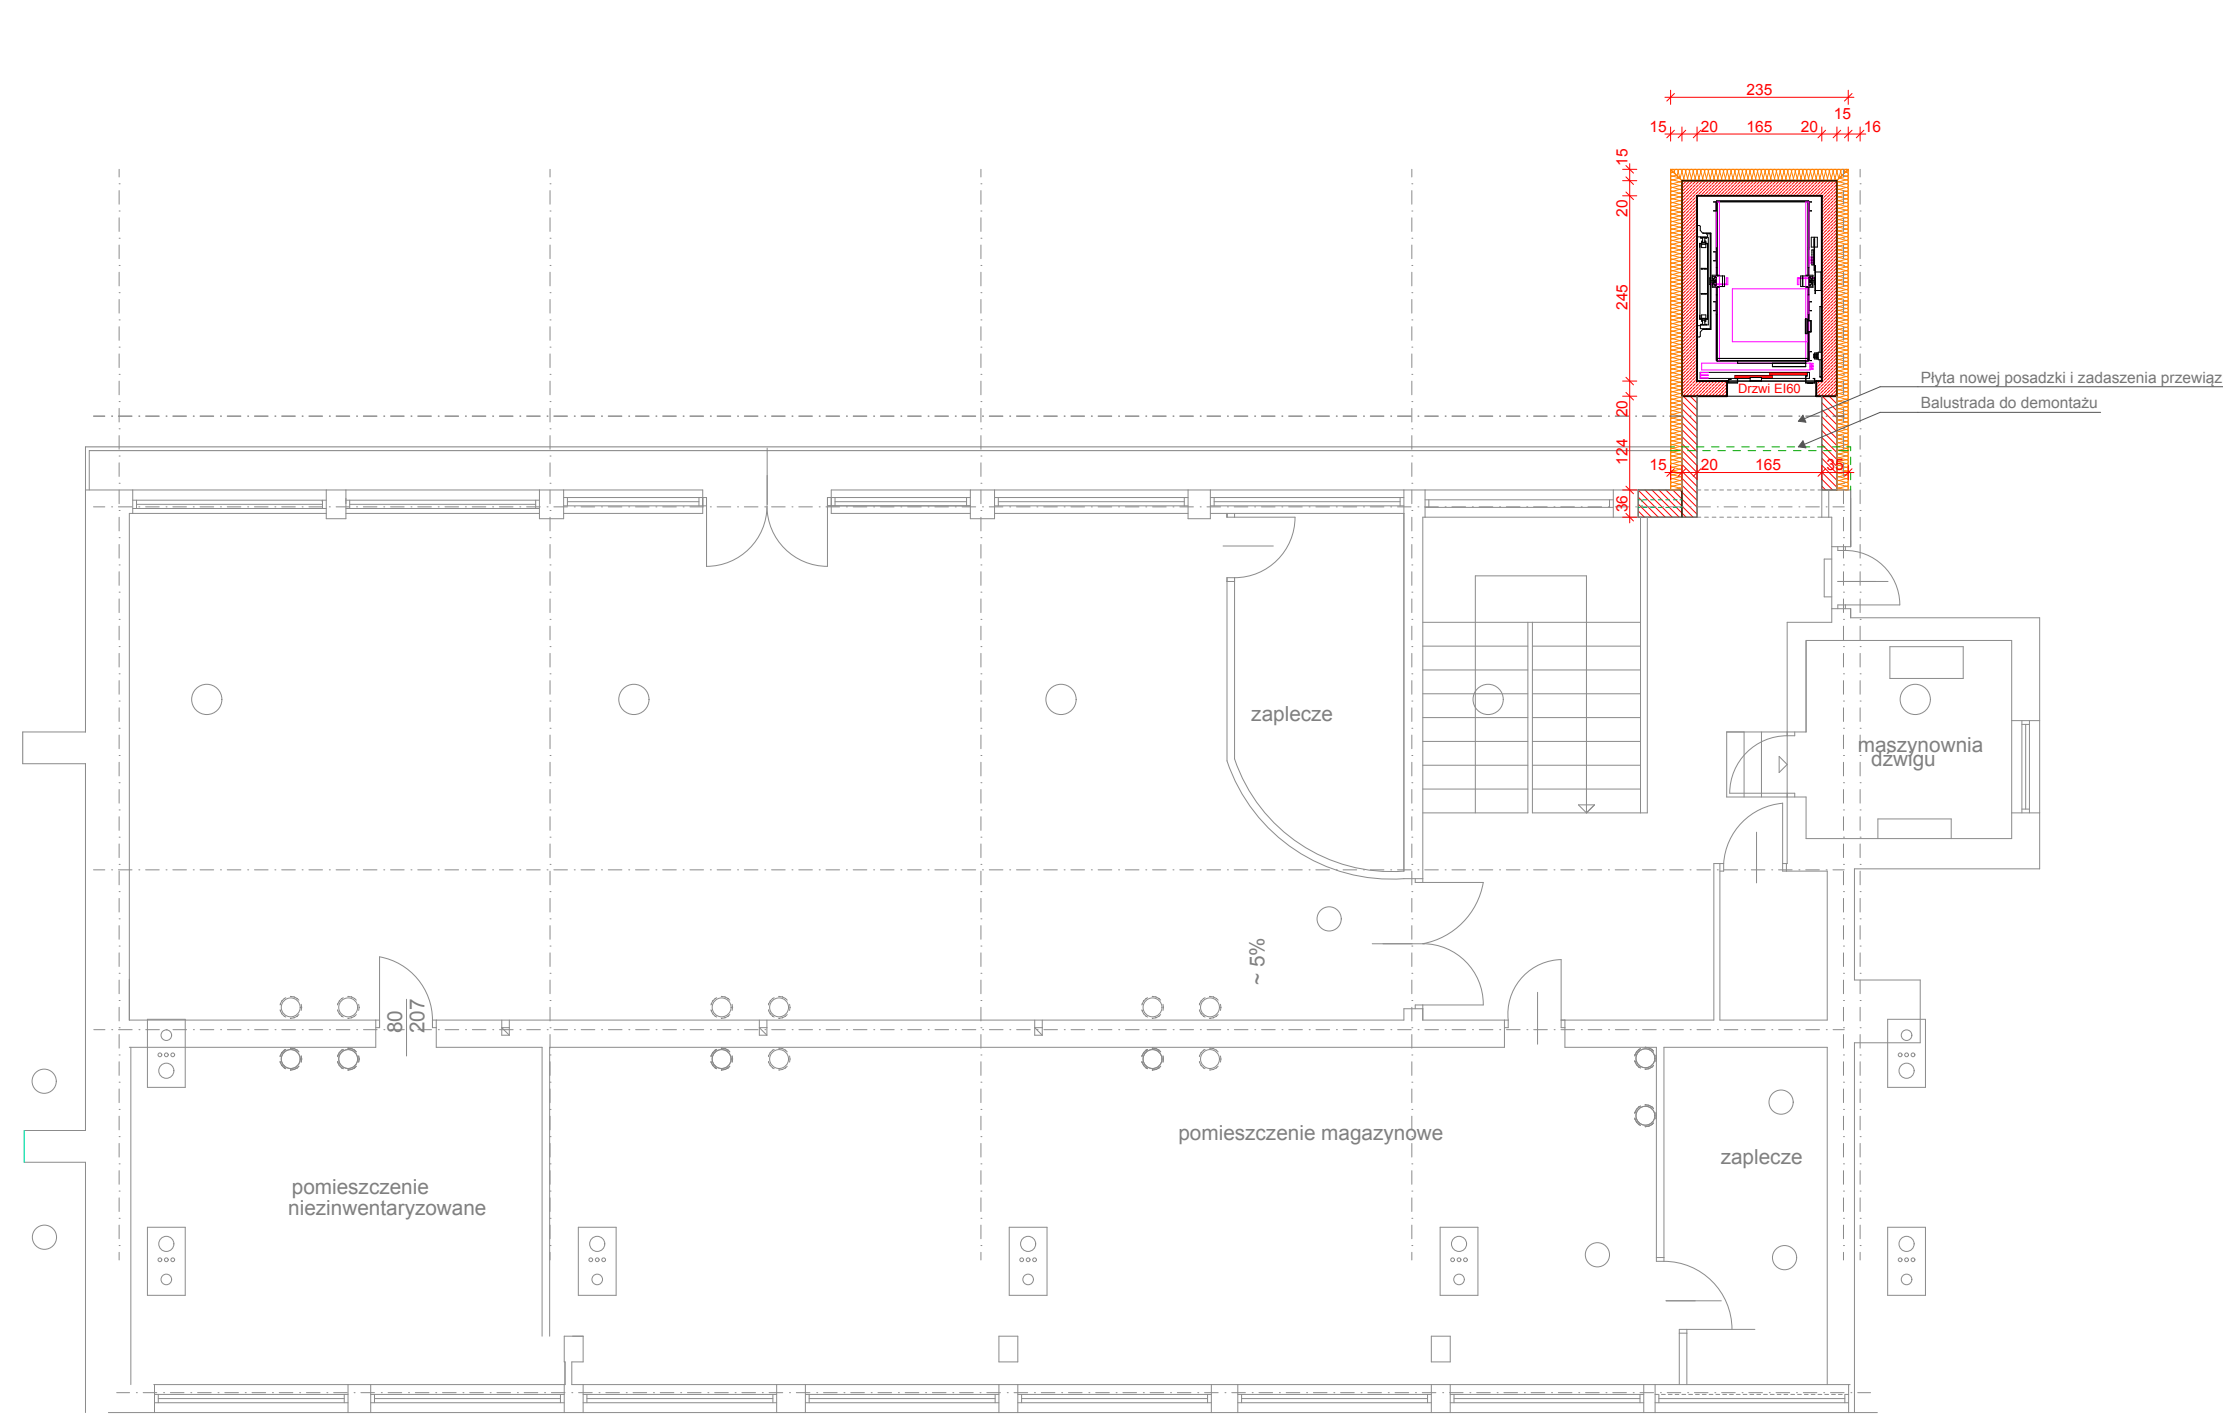 235
15
15 20 165 20 16
15
20
245
Drzwi EI60
Płyta nowej posadzki i zadaszenia przewiąz
Balustrada do demontażu
20
124
15 20 165 35
36
zaplecze
maszynownia
dźwigu
~ 5%
80
207
pomieszczenie magazynowe
zaplecze
pomieszczenie
niezinwentaryzowane